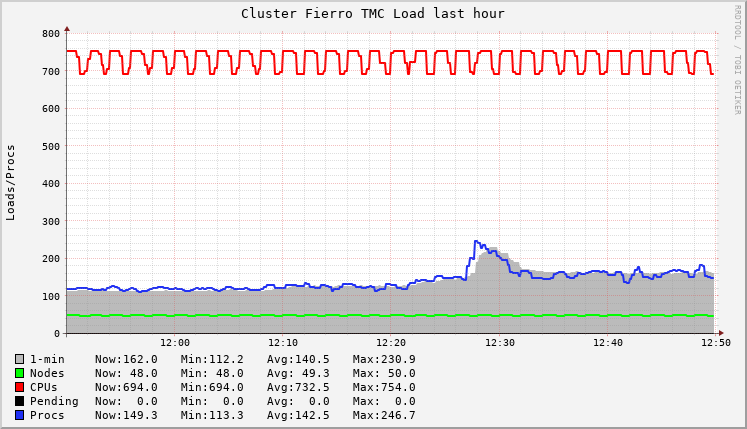 Cluster Fierro TMC Load last hour
RRDTOOL / TOBI OETIKER
Loads/Procs
800
700
600
500
400
300
200
100
0
12:00 12:10 12:20 12:30 12:40 12:50
1-min Now:162.0 Min:112.2 Avg:140.5 Max:230.9
Nodes Now: 48.0 Min: 48.0 Avg: 49.3 Max: 50.0
CPUs Now:694.0 Min:694.0 Avg:732.5 Max:754.0
Pending Now: 0.0 Min: 0.0 Avg: 0.0 Max: 0.0
Procs Now:149.3 Min:113.3 Avg:142.5 Max:246.7